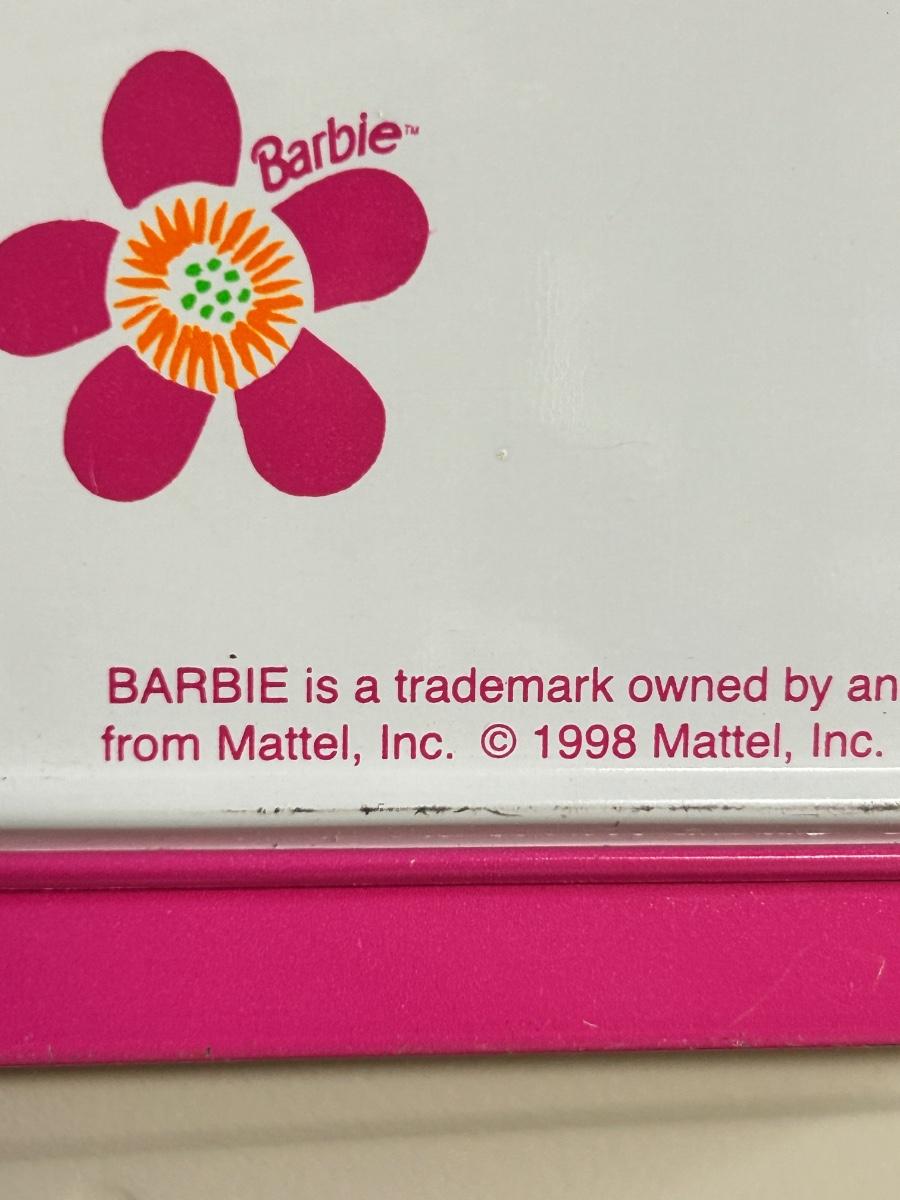 Barbie™
BARBIE is a trademark owned by an
from Mattel, Inc. © 1998 Mattel, Inc.